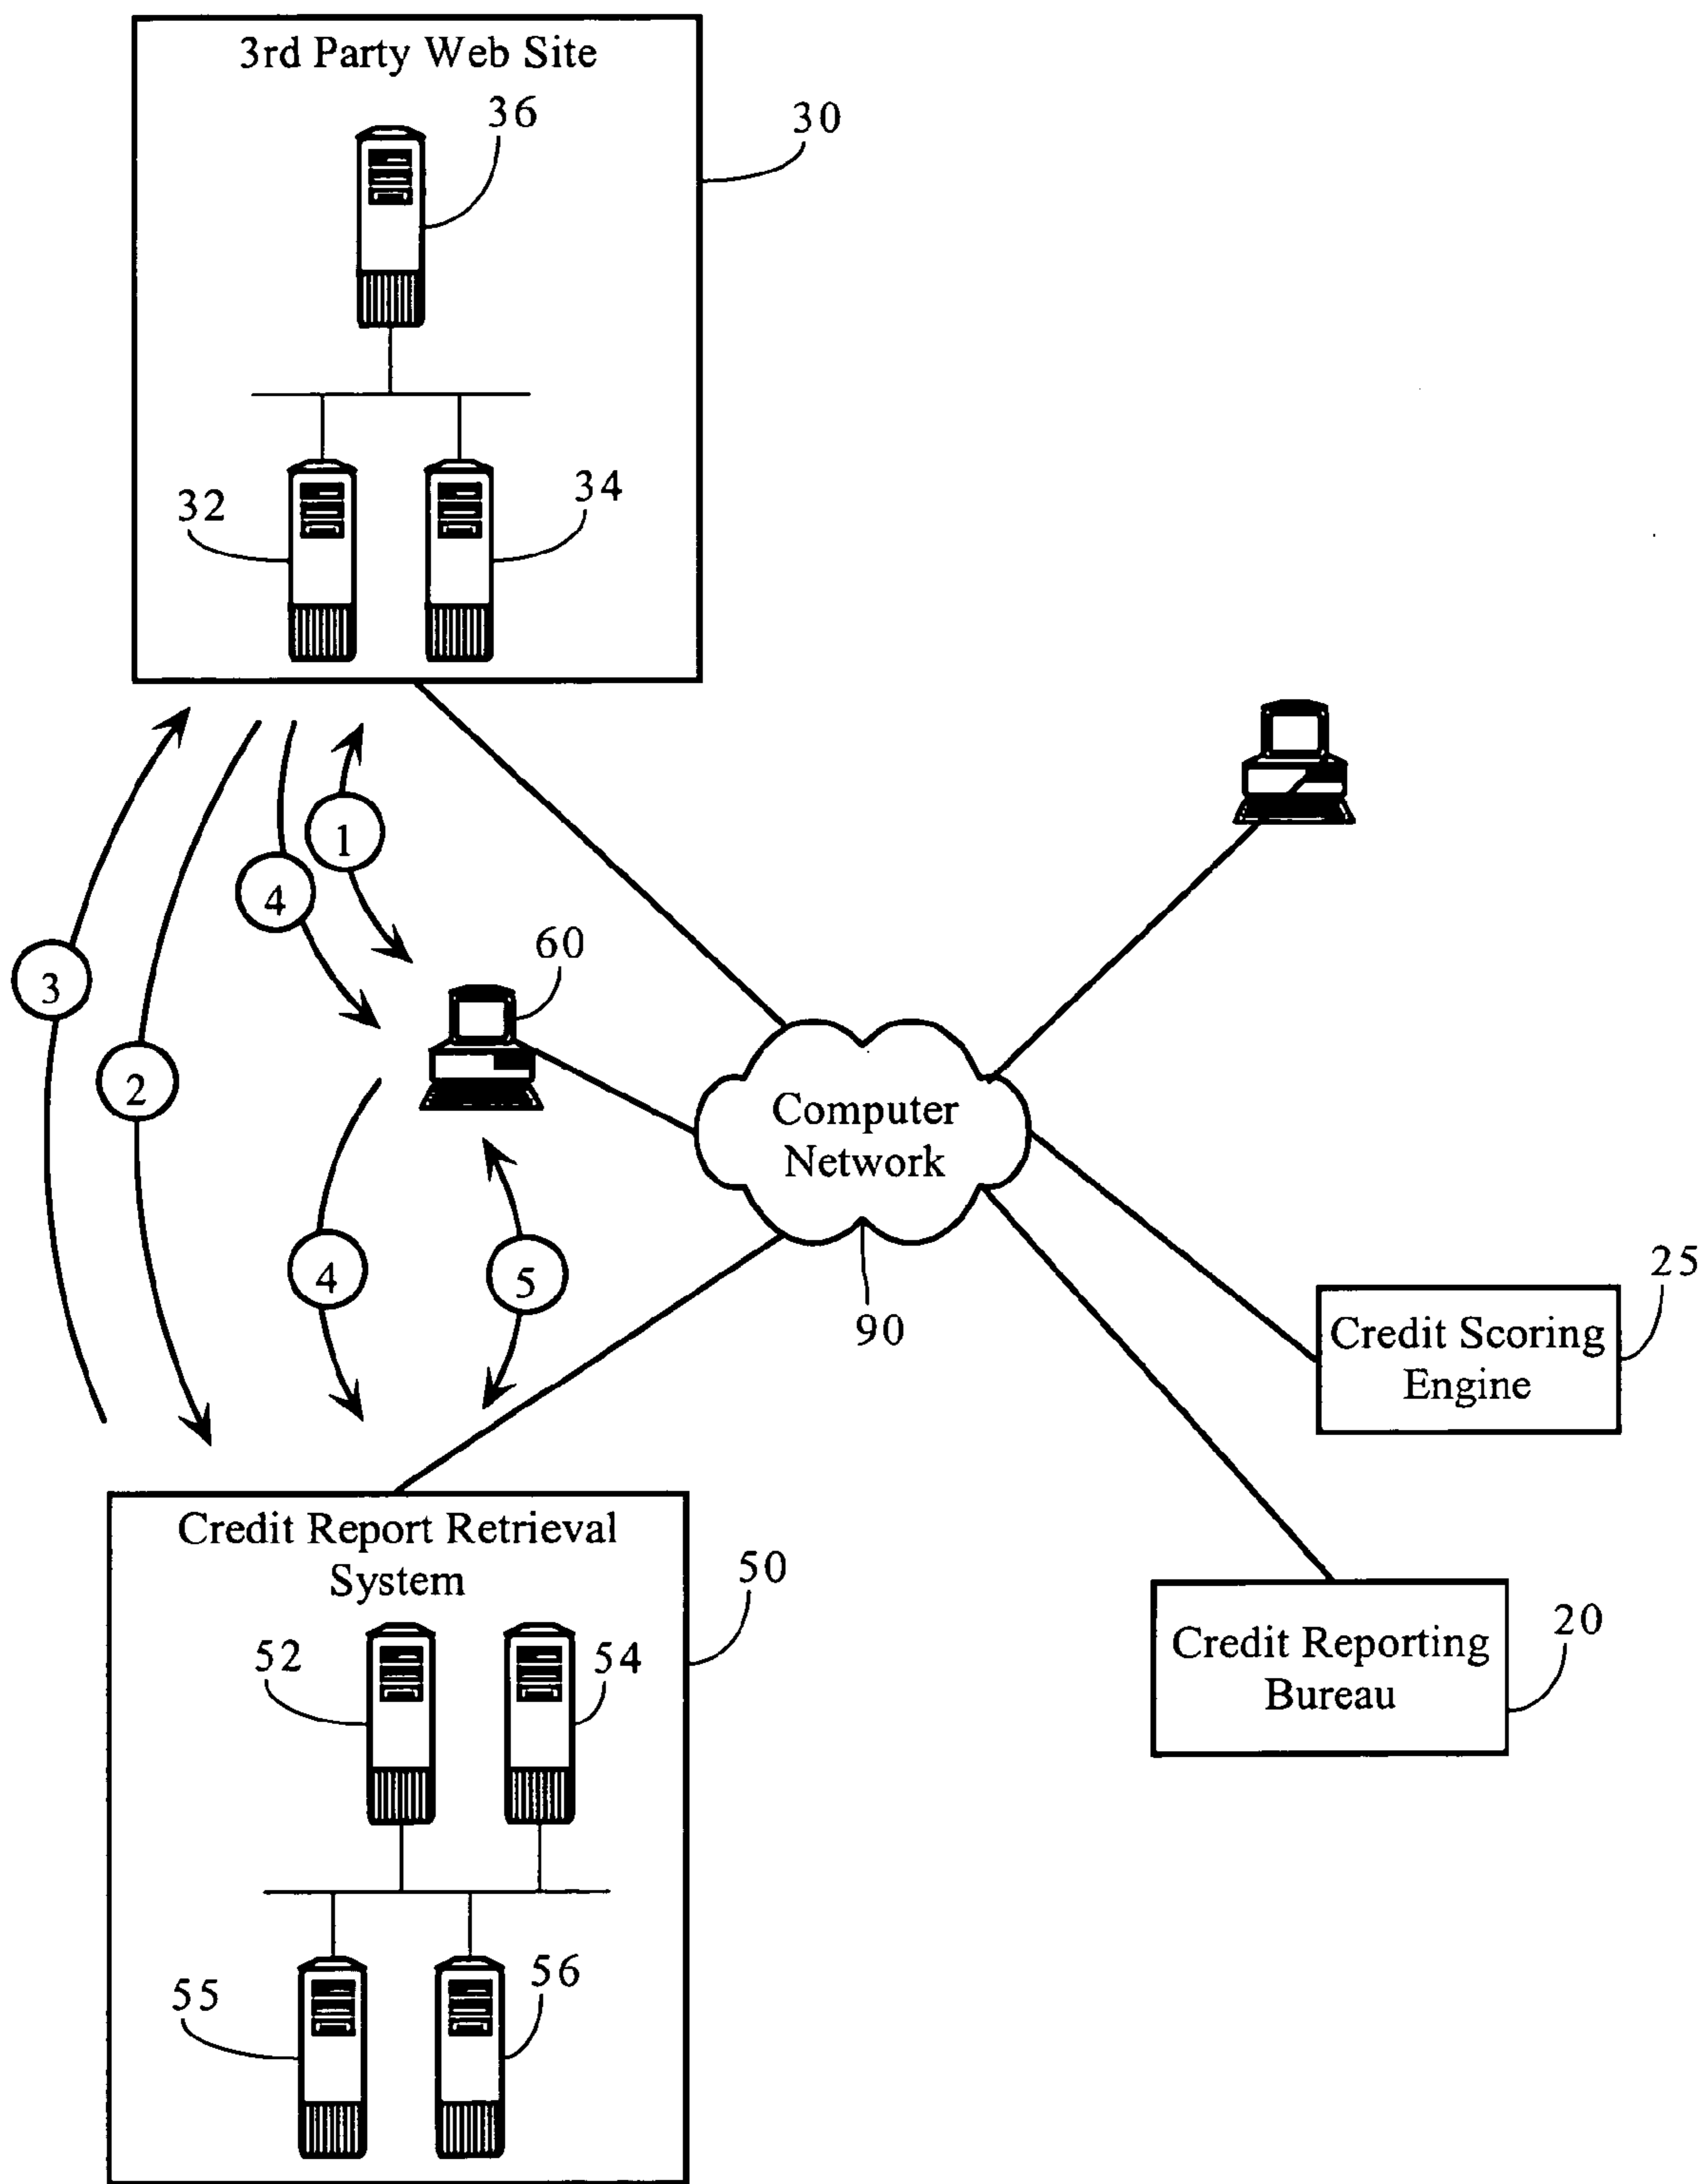 3rd Party Web Site
36
30
32
34
1
4
60
3
2
Computer
Network
4
5
90
25
Credit Scoring
Engine
Credit Report Retrieval
System
50
20
Credit Reporting
Bureau
52
54
55
56